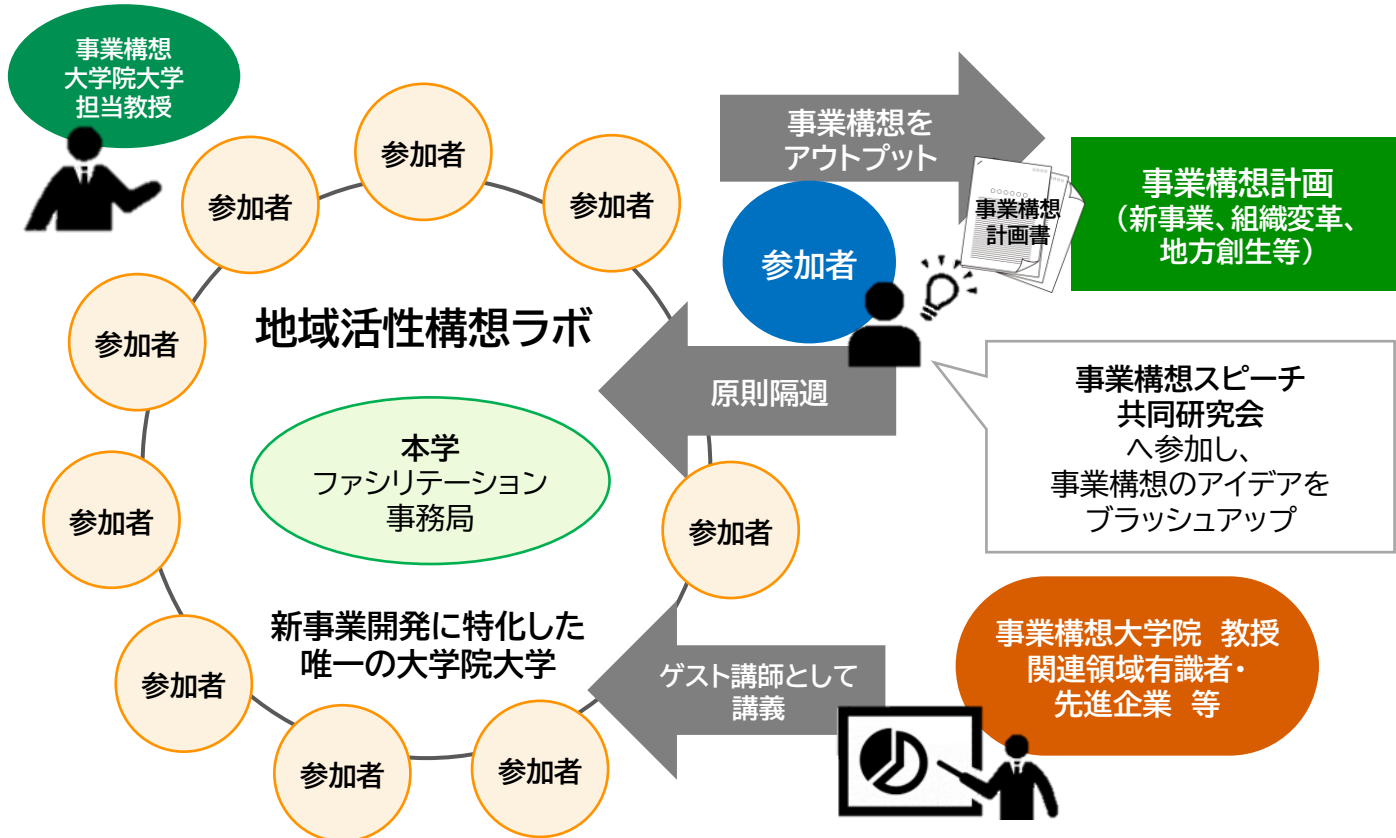 事業構想
大学院大学
担当教授
参加者
参加者
参加者
参加者
参加者
参加者
参加者
参加者
参加者
地域活性構想ラボ
本学
ファシリテーション
事務局
新事業開発に特化した
唯一の大学院大学
事業構想を
アウトプット
参加者
事業構想
計画書
事業構想計画
（新事業、組織変革、
地方創生等）
原則隔週
事業構想スピーチ
共同研究会
へ参加し、
事業構想のアイデアを
ブラッシュアップ
ゲスト講師として
講義
事業構想大学院 教授
関連領域有識者・
先進企業 等